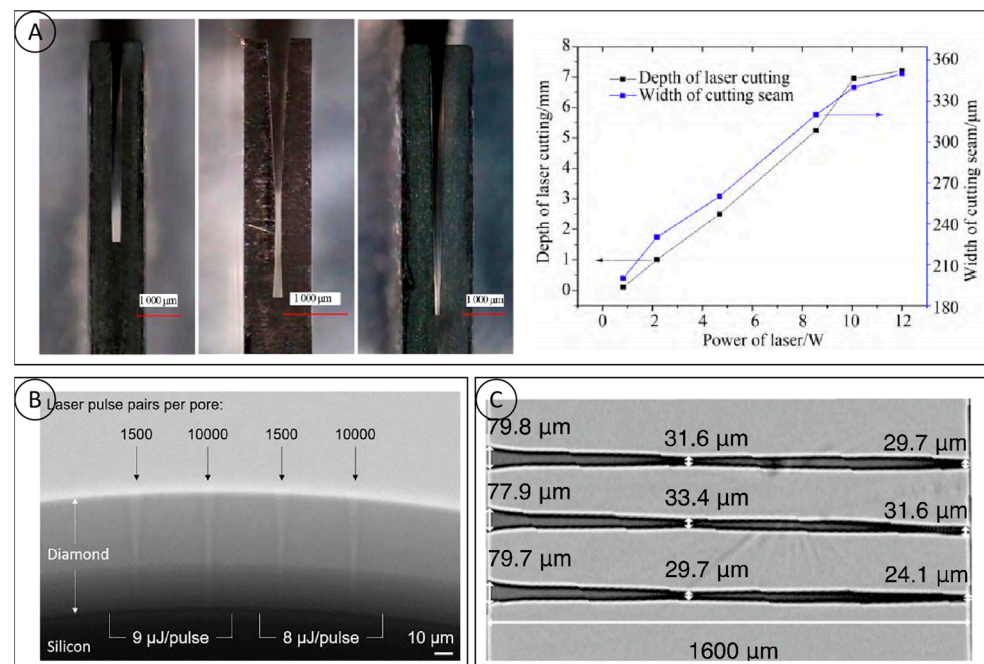 A
1 000 μm
1 000 μm
1 000 μm
Depth of laser cutting/mm
8
7
6
5
4
3
2
1
0
Depth of laser cutting
Width of cutting seam
360
330
300
270
240
210
180
Width of cutting seam/μm
0 2 4 6 8 10 12
Power of laser/W
B
Laser pulse pairs per pore:
1500 10000 1500 10000
Diamond
Silicon
9 μJ/pulse 8 μJ/pulse
10 μm
C
79.8 μm 31.6 μm 29.7 μm
77.9 μm 33.4 μm 31.6 μm
79.7 μm 29.7 μm 24.1 μm
1600 μm